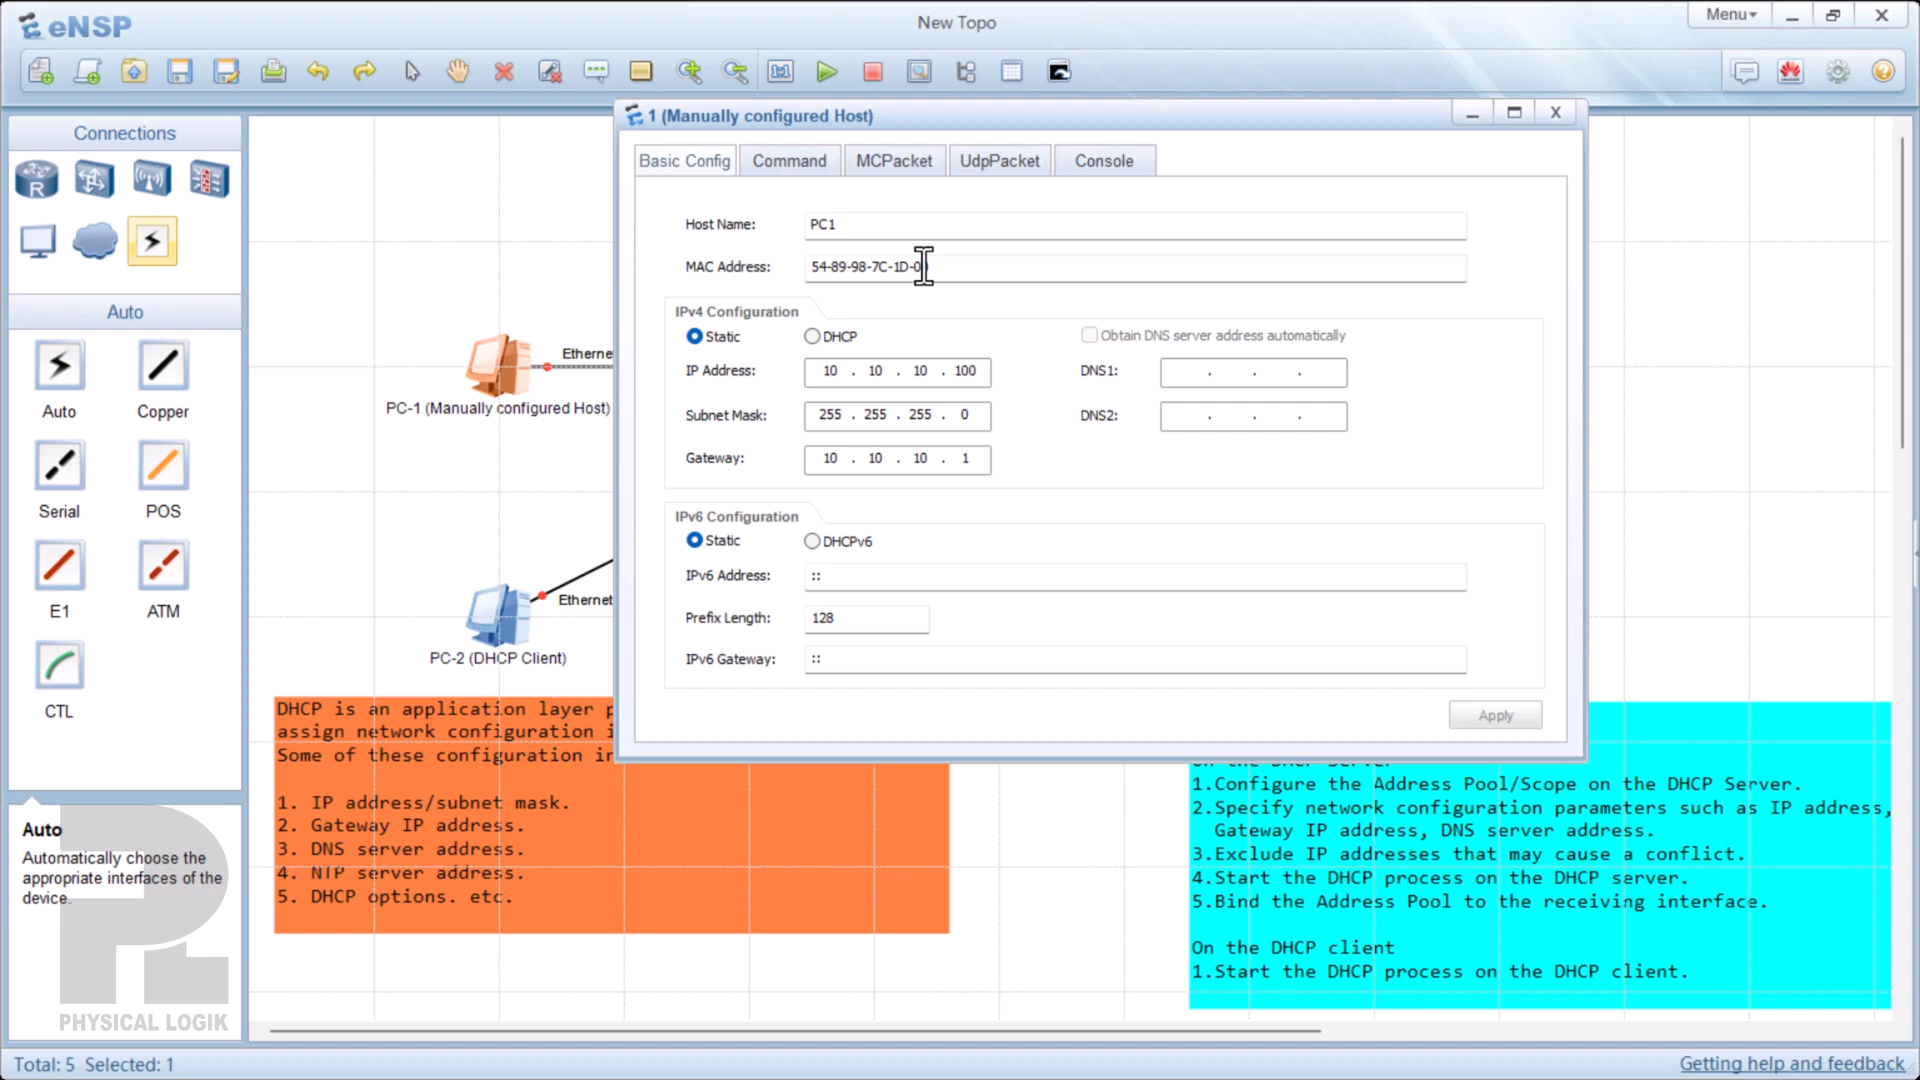 eNSP
New Topo
Menu
Connections
R
Auto
Auto
Copper
Serial
POS
E1
ATM
CTL
Auto
Automatically choose the
appropriate interfaces of the
device.
PL
PHYSICAL LOGIK
Total: 5 Selected: 1
Getting help and feedback
Etherne
PC-1 (Manually configured Host)
Ethernet
PC-2 (DHCP Client)
1 (Manually configured Host)
Basic Config
Command
MCPacket
UdpPacket
Console
Host Name: PC1
MAC Address: 54-89-98-7C-1D-0
IPv4 Configuration
Static
DHCP
Obtain DNS server address automatically
IP Address: 10 . 10 . 10 . 100
DNS1: . . .
Subnet Mask: 255 . 255 . 255 . 0
DNS2: . . .
Gateway: 10 . 10 . 10 . 1
IPv6 Configuration
Static
DHCPv6
IPv6 Address: ::
Prefix Length: 128
IPv6 Gateway: ::
Apply
DHCP is an application layer
assign network configuration
Some of these configuration
1. IP address/subnet mask.
2. Gateway IP address.
3. DNS server address.
4. NTP server address.
5. DHCP options. etc.
On the DHCP Server
1.Configure the Address Pool/Scope on the DHCP Server.
2.Specify network configuration parameters such as IP address,
Gateway IP address, DNS server address.
3.Exclude IP addresses that may cause a conflict.
4.Start the DHCP process on the DHCP server.
5.Bind the Address Pool to the receiving interface.
On the DHCP client
1.Start the DHCP process on the DHCP client.